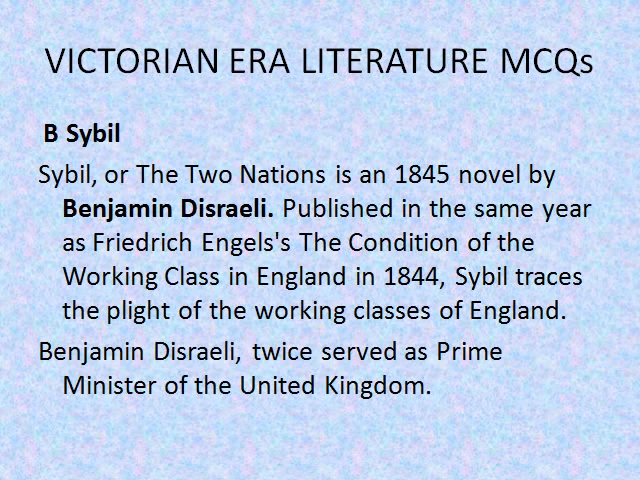 VICTORIAN ERA LITERATURE MCQs
B Sybil
Sybil, or The Two Nations is an 1845 novel by
Benjamin Disraeli. Published in the same year
as Friedrich Engels's The Condition of the
Working Class in England in 1844, Sybil traces
the plight of the working classes of England.
Benjamin Disraeli, twice served as Prime
Minister of the United Kingdom.